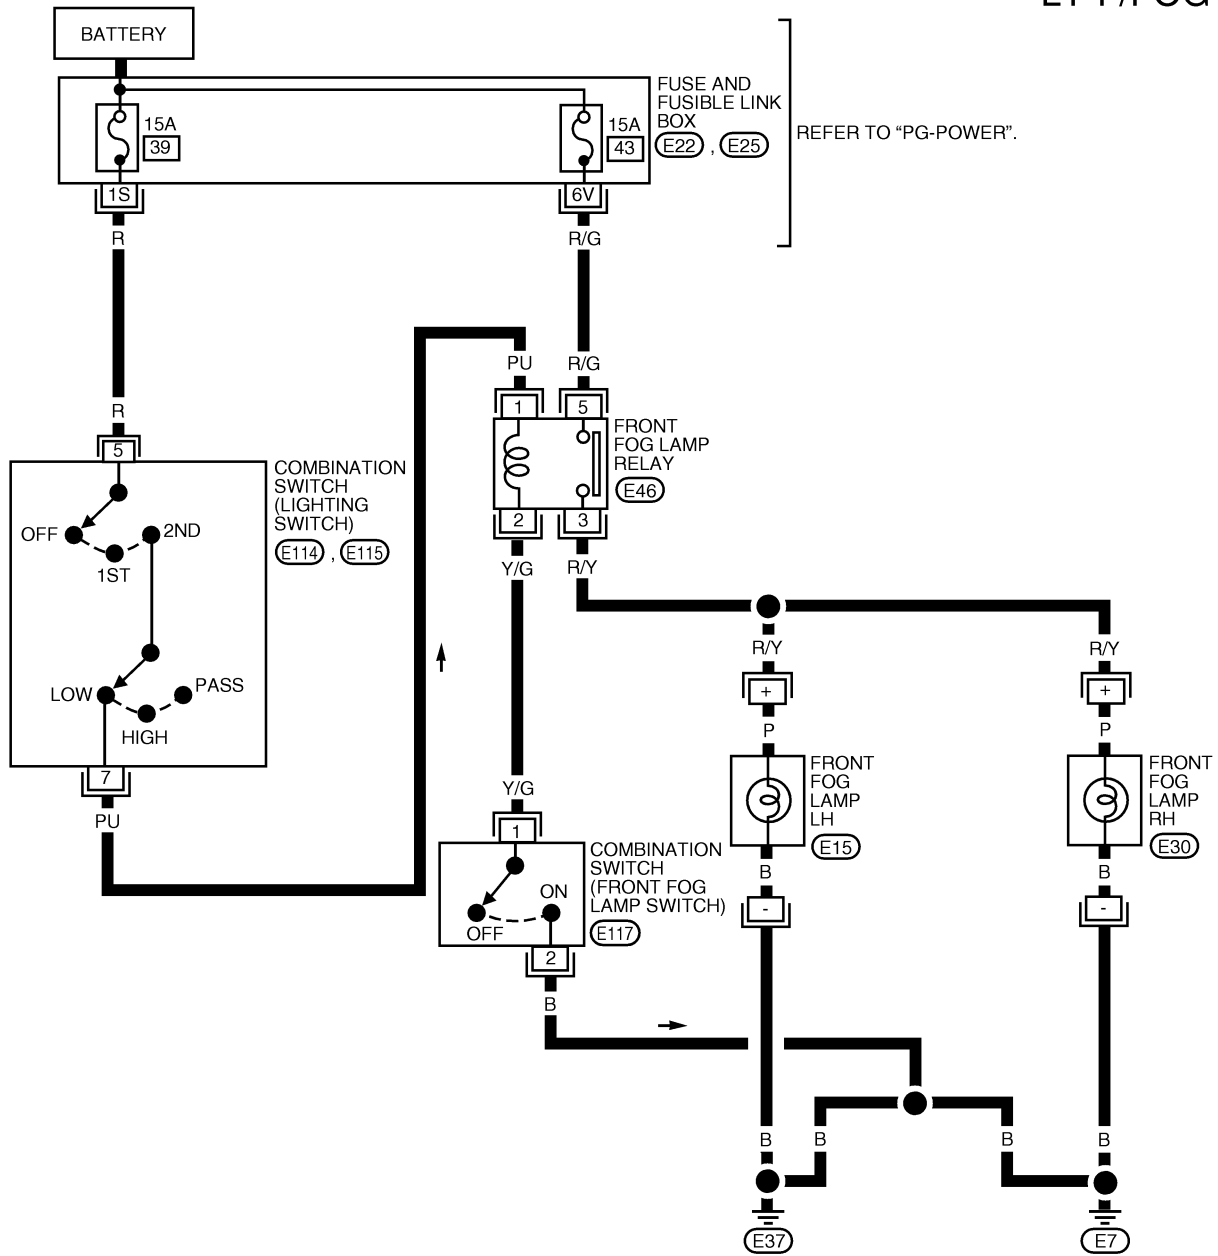 BATTERY
FUSE AND
FUSIBLE LINK
BOX
E22 , E25
REFER TO “PG-POWER”.
15A
39
15A
43
1S
6V
R
R/G
R
PU
R/G
5
1
5
FRONT
FOG LAMP
RELAY
E46
2
3
COMBINATION
SWITCH
(LIGHTING
SWITCH)
E114 , E115
OFF
2ND
1ST
Y/G
R/Y
LOW
PASS
HIGH
7
PU
R/Y
R/Y
+
+
P
P
FRONT
FOG
LAMP
LH
E15
FRONT
FOG
LAMP
RH
E30
Y/G
1
COMBINATION
SWITCH
(FRONT FOG
LAMP SWITCH)
E117
ON
OFF
2
B
B
B
-
-
B
B
B
B
E37
E7